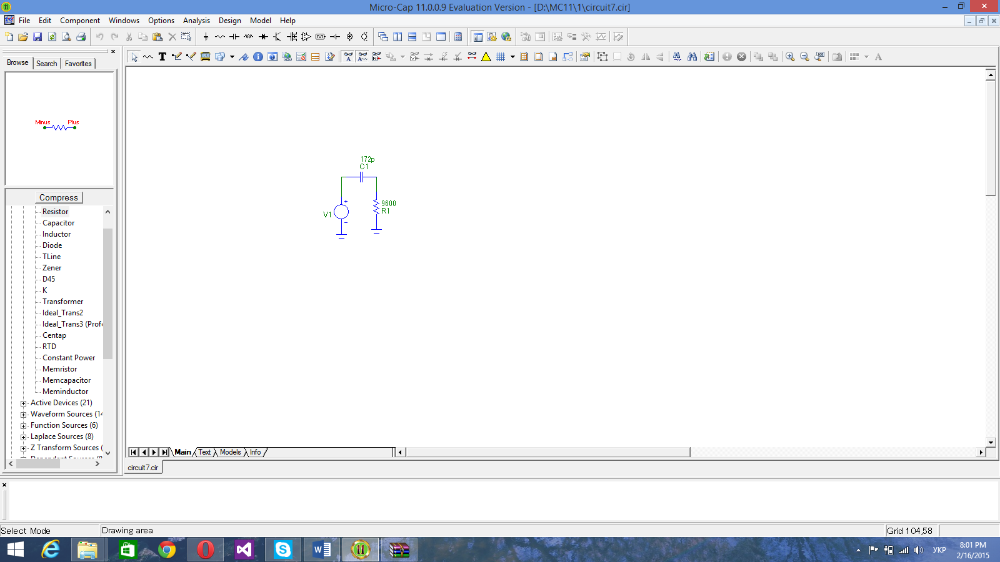 Micro-Cap 11.0.0.9 Evaluation Version - [D:\MC11\1\circuit7.cir]
File Edit Component Windows Options Analysis Design Model Help
Browse Search Favorites
Minus Plus
Compress
Resistor
Capacitor
Inductor
Diode
TLine
Zener
D45
K
Transformer
Ideal_Trans2
Ideal_Trans3 (Prof
Centap
RTD
Constant Power
Memristor
Memcapacitor
Meminductor
Active Devices (21)
Waveform Sources (14
Function Sources (6)
Laplace Sources (8)
Z Transform Sources (
172p
C1
V1
+
-
9600
R1
Main Text Models Info
circuit7.cir
Select Mode
Drawing area
Grid 104,58
УКР
8:01 PM
2/16/2015